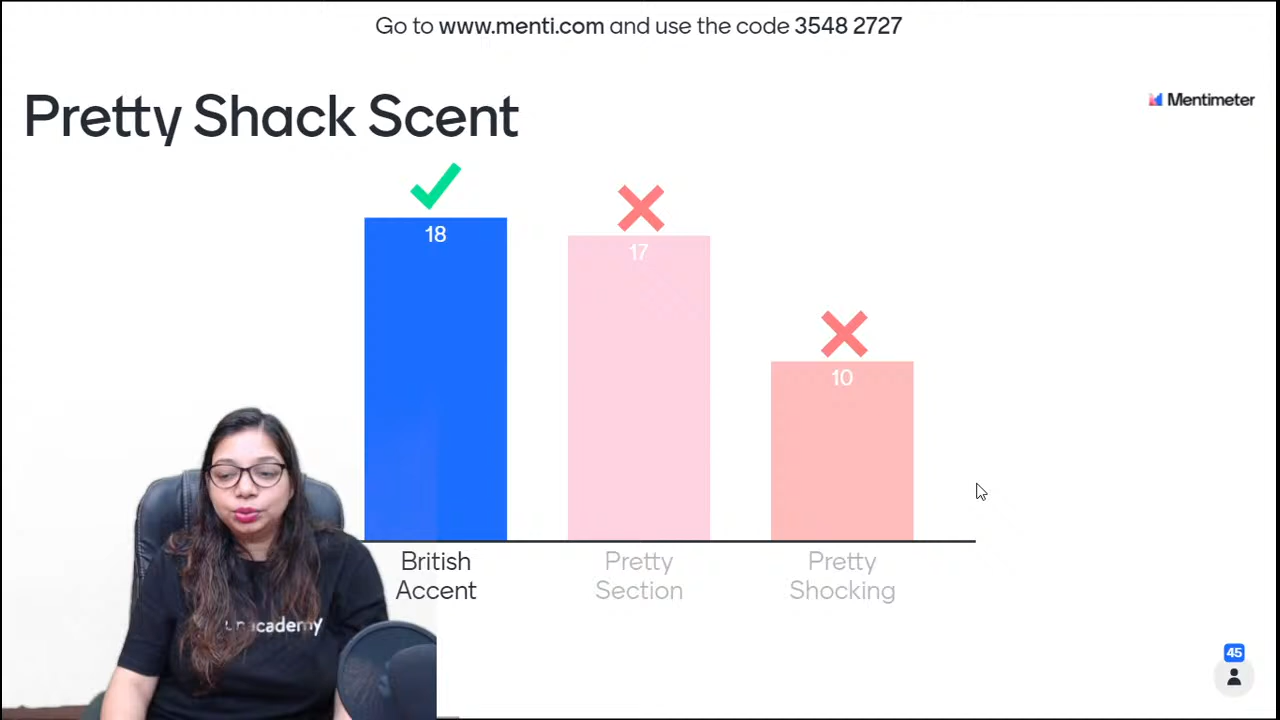 Go to www.menti.com and use the code 3548 2727
Pretty Shack Scent
Mentimeter
18
17
10
British
Accent
Pretty
Section
Pretty
Shocking
unacademy
45